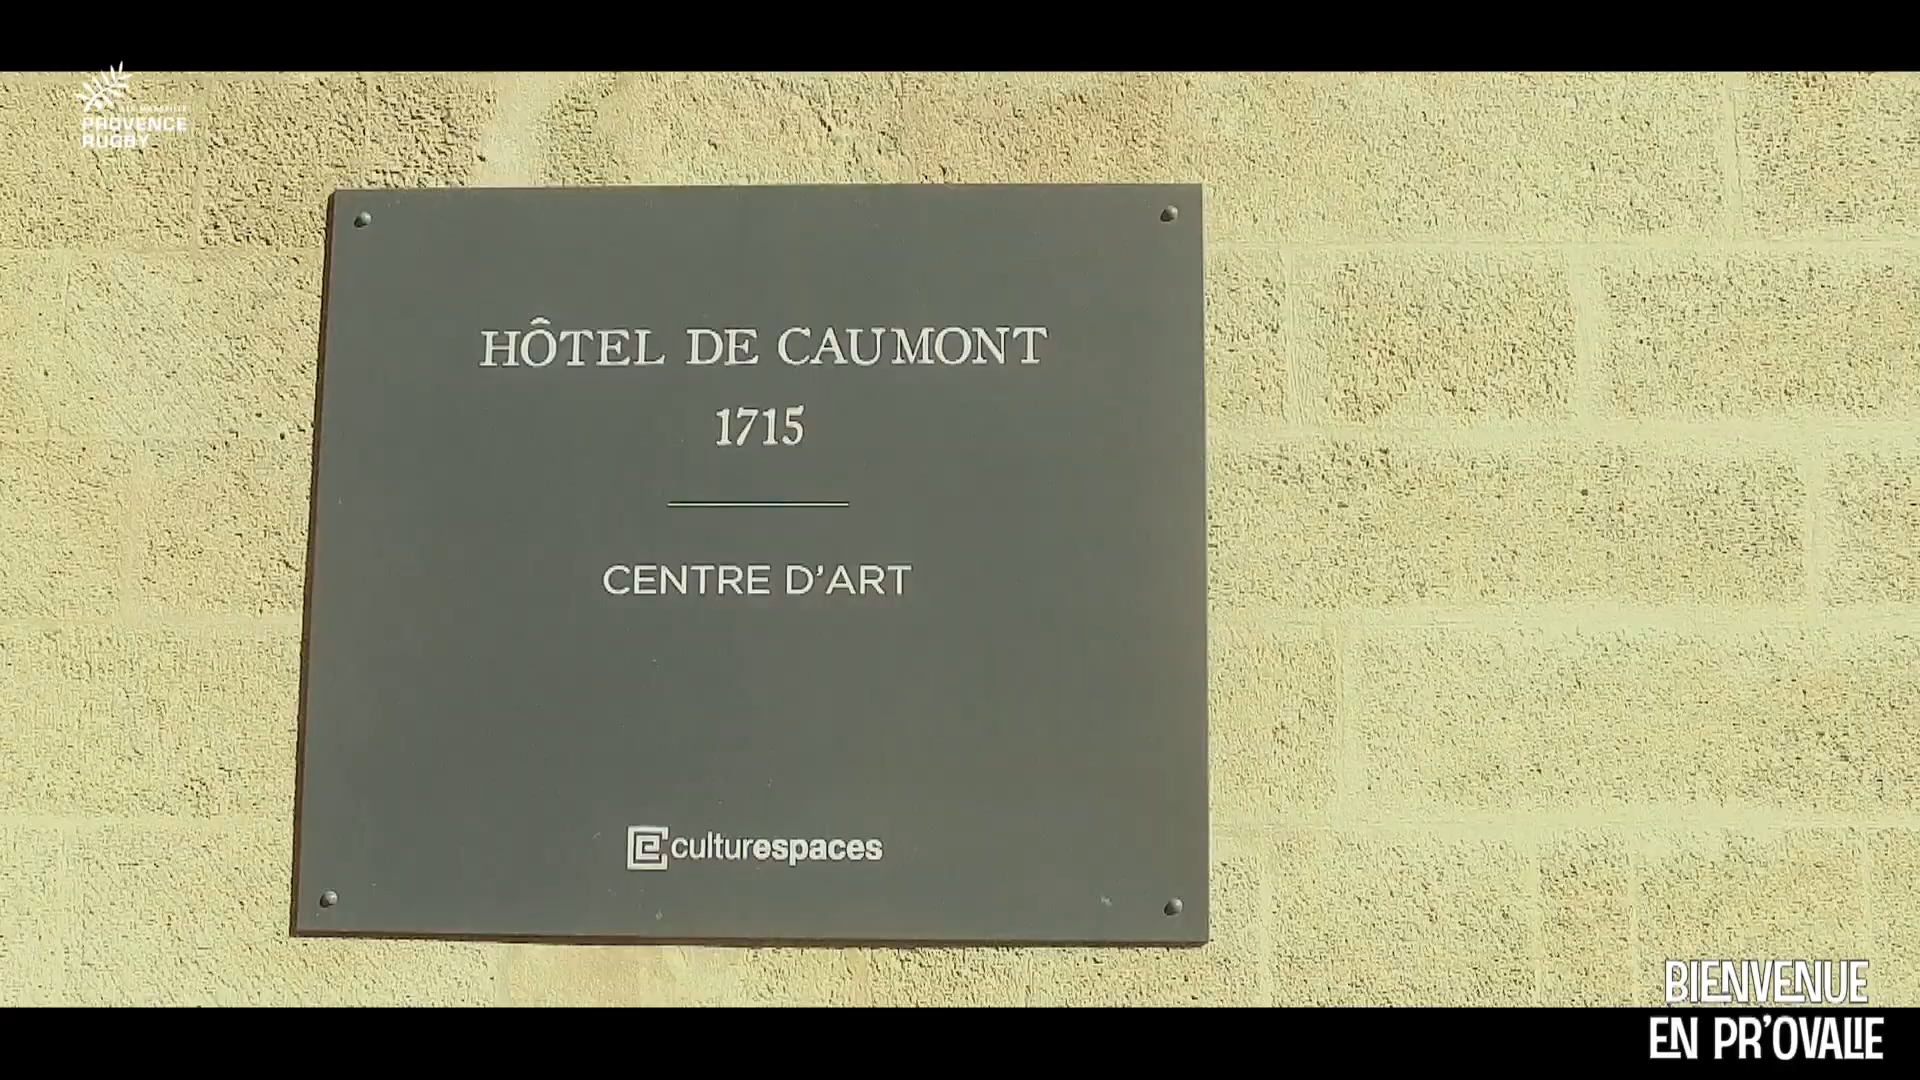 PROVENCE
RUGBY
HÔTEL DE CAUMONT
1715
CENTRE D'ART
culturespaces
BIENVENUE
EN PR'OVALIE